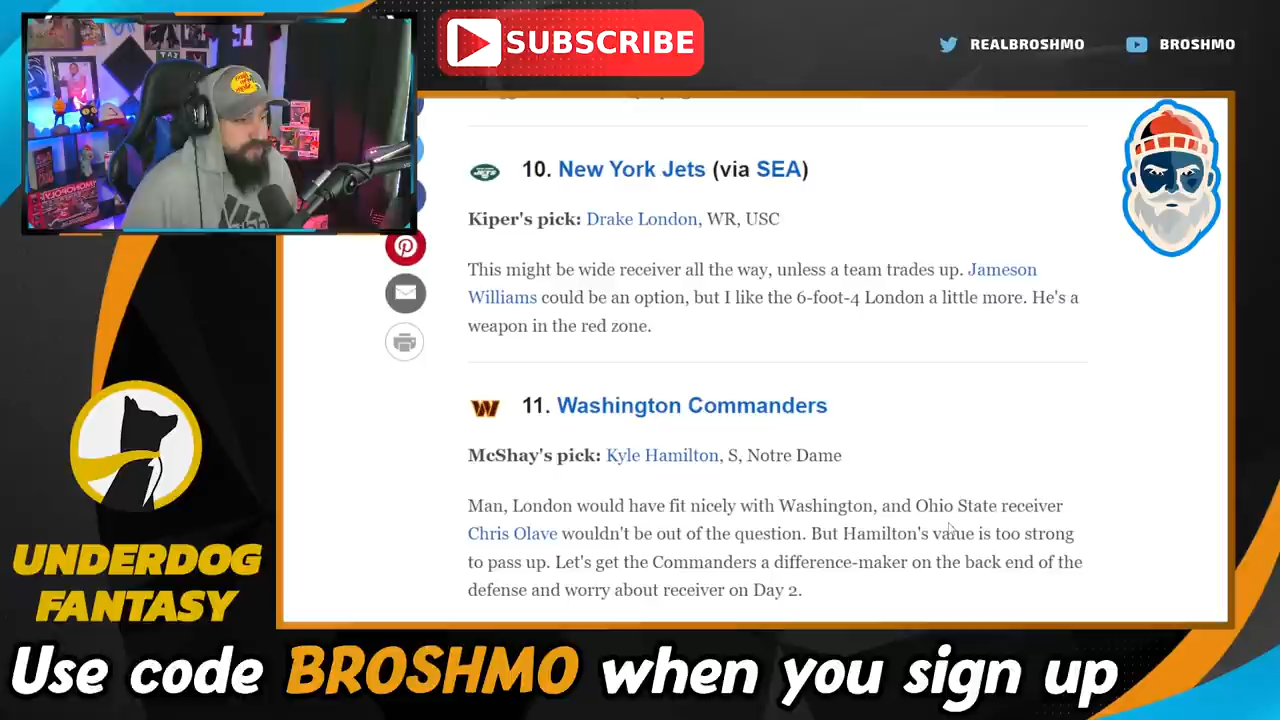 SUBSCRIBE
REALBROSHMO
BROSHMO
10. New York Jets (via SEA)
Kiper's pick: Drake London, WR, USC
This might be wide receiver all the way, unless a team trades up. Jameson
Williams could be an option, but I like the 6-foot-4 London a little more. He's a
weapon in the red zone.
11. Washington Commanders
McShay's pick: Kyle Hamilton, S, Notre Dame
Man, London would have fit nicely with Washington, and Ohio State receiver
Chris Olave wouldn't be out of the question. But Hamilton's value is too strong
to pass up. Let's get the Commanders a difference-maker on the back end of the
defense and worry about receiver on Day 2.
UNDERDOG
FANTASY
Use code BROSHMO when you sign up